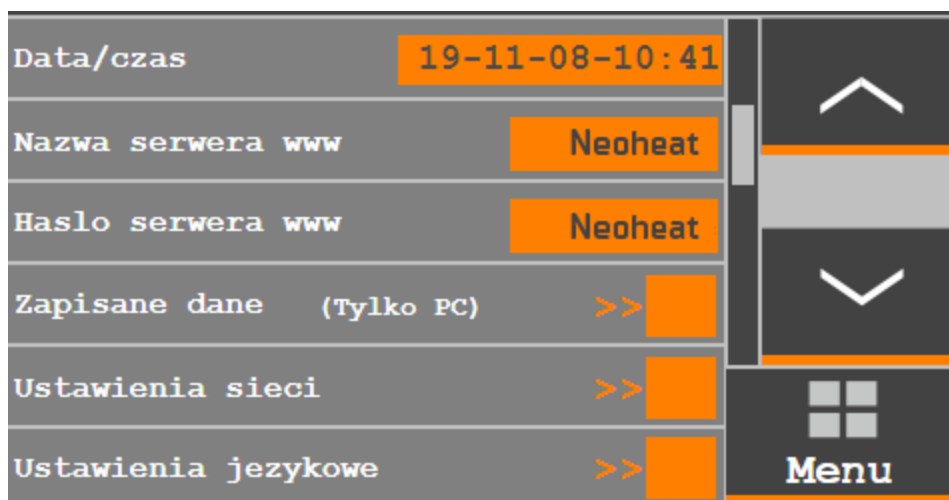 Data/czas 19-11-08-10:41
Nazwa serwera www Neoheat
Haslo serwera www Neoheat
Zapisane dane (Tylko PC) >>
Ustawienia sieci >>
Ustawienia jezykowe >>
Menu